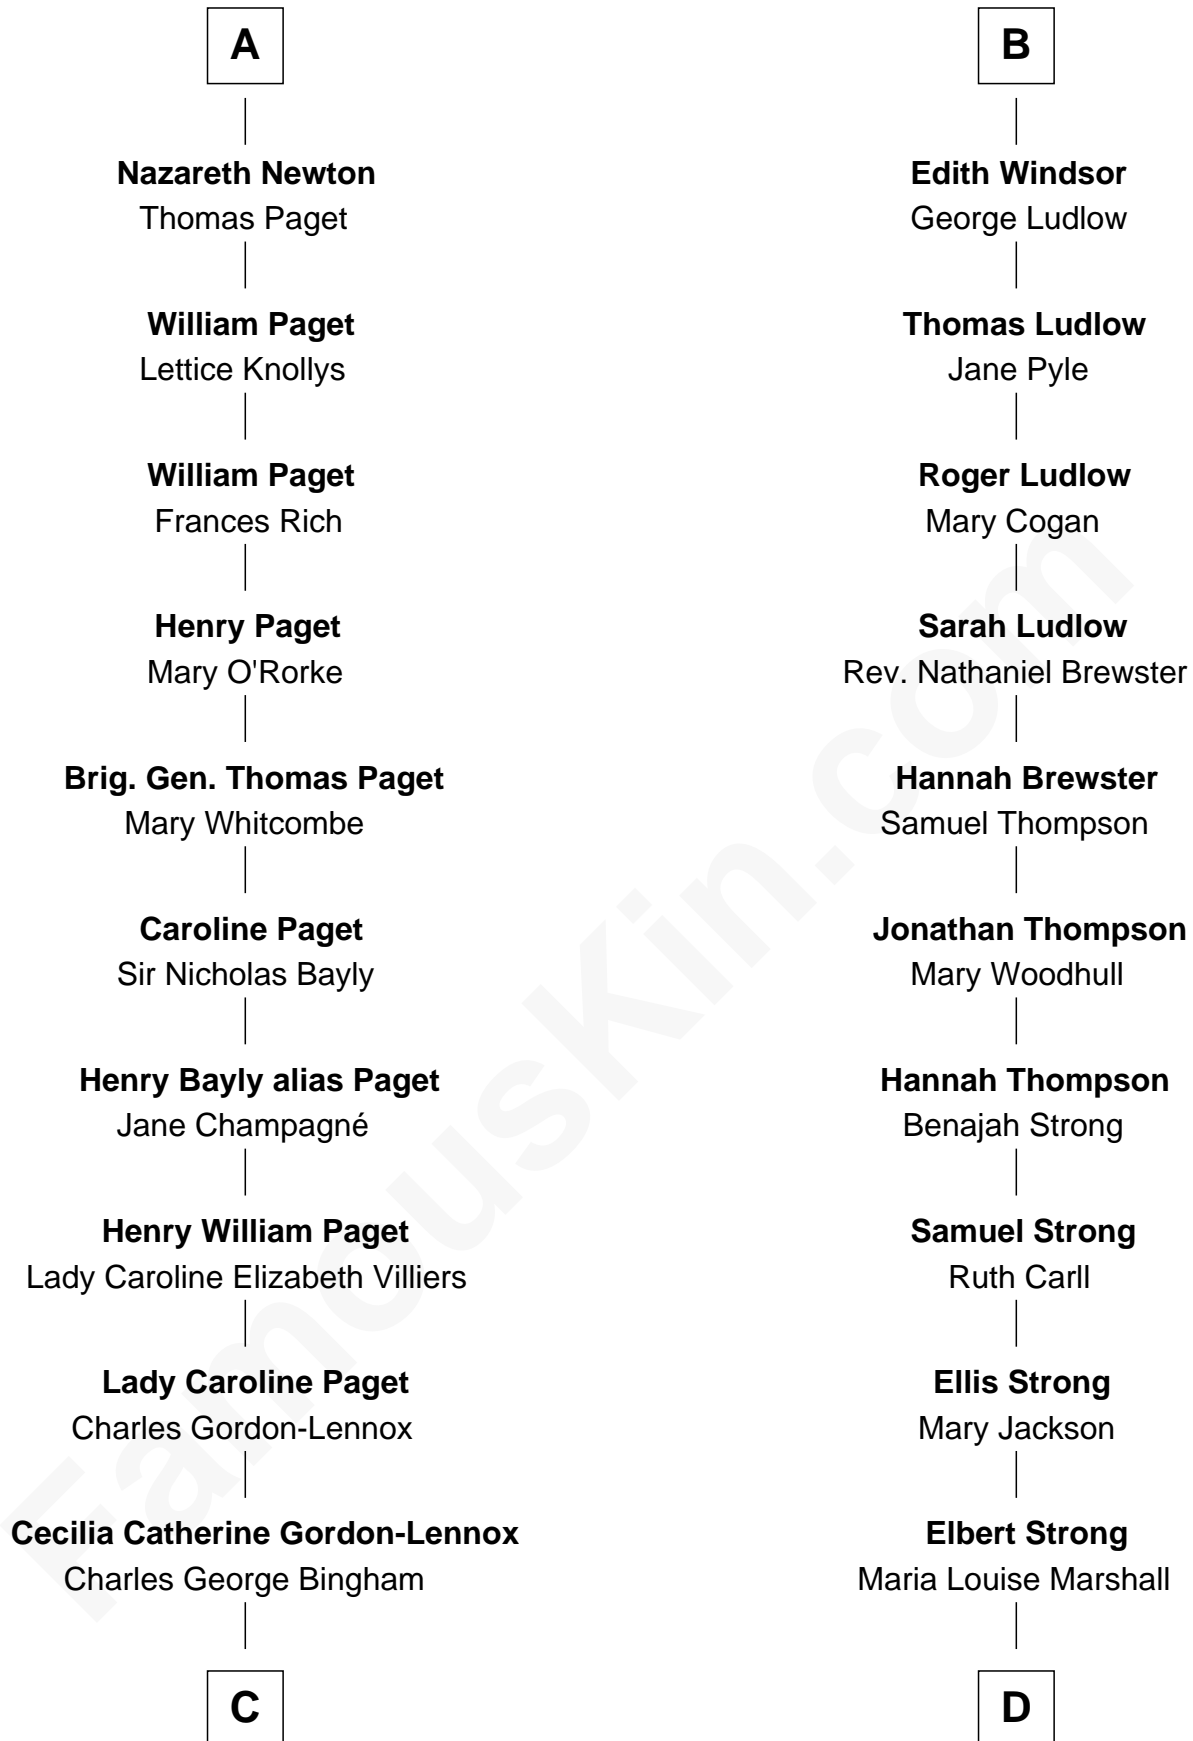 A
Nazareth Newton
Thomas Paget
William Paget
Lettice Knollys
William Paget
Frances Rich
Henry Paget
Mary O'Rorke
Brig. Gen. Thomas Paget
Mary Whitcombe
Caroline Paget
Sir Nicholas Bayly
Henry Bayly alias Paget
Jane Champagné
Henry William Paget
Lady Caroline Elizabeth Villiers
Lady Caroline Paget
Charles Gordon-Lennox
Cecilia Catherine Gordon-Lennox
Charles George Bingham
C
B
Edith Windsor
George Ludlow
Thomas Ludlow
Jane Pyle
Roger Ludlow
Mary Cogan
Sarah Ludlow
Rev. Nathaniel Brewster
Hannah Brewster
Samuel Thompson
Jonathan Thompson
Mary Woodhull
Hannah Thompson
Benajah Strong
Samuel Strong
Ruth Carll
Ellis Strong
Mary Jackson
Elbert Strong
Maria Louise Marshall
D
FamousKin.com